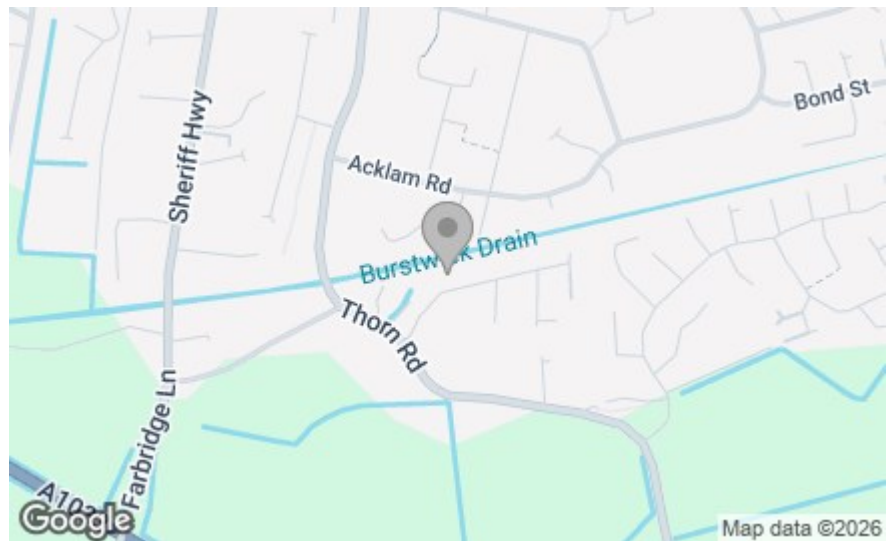 Bond St
Sheriff Hwy
Acklam Rd
Burstwick Drain
Thorn Rd
Farbridge Ln
Google
Map data ©2026